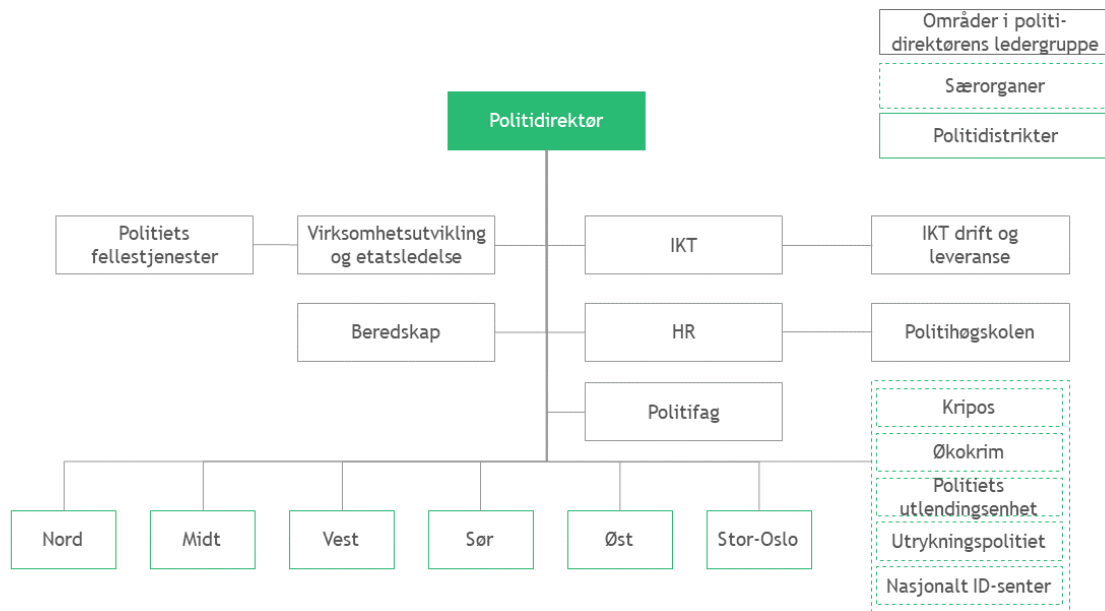 Områder i politi-
direktørens ledergruppe
Særorganer
Politidistrikter
Politidirektør
Politiets
fellestjenester
Virksomhetsutvikling
og etatsledelse
IKT
IKT drift og
leveranse
Beredskap
HR
Politihøgskolen
Politifag
Kripos
Økokrim
Politiets
utlendingsenhet
Utrykningspolitiet
Nasjonalt ID-senter
Nord
Midt
Vest
Sør
Øst
Stor-Oslo